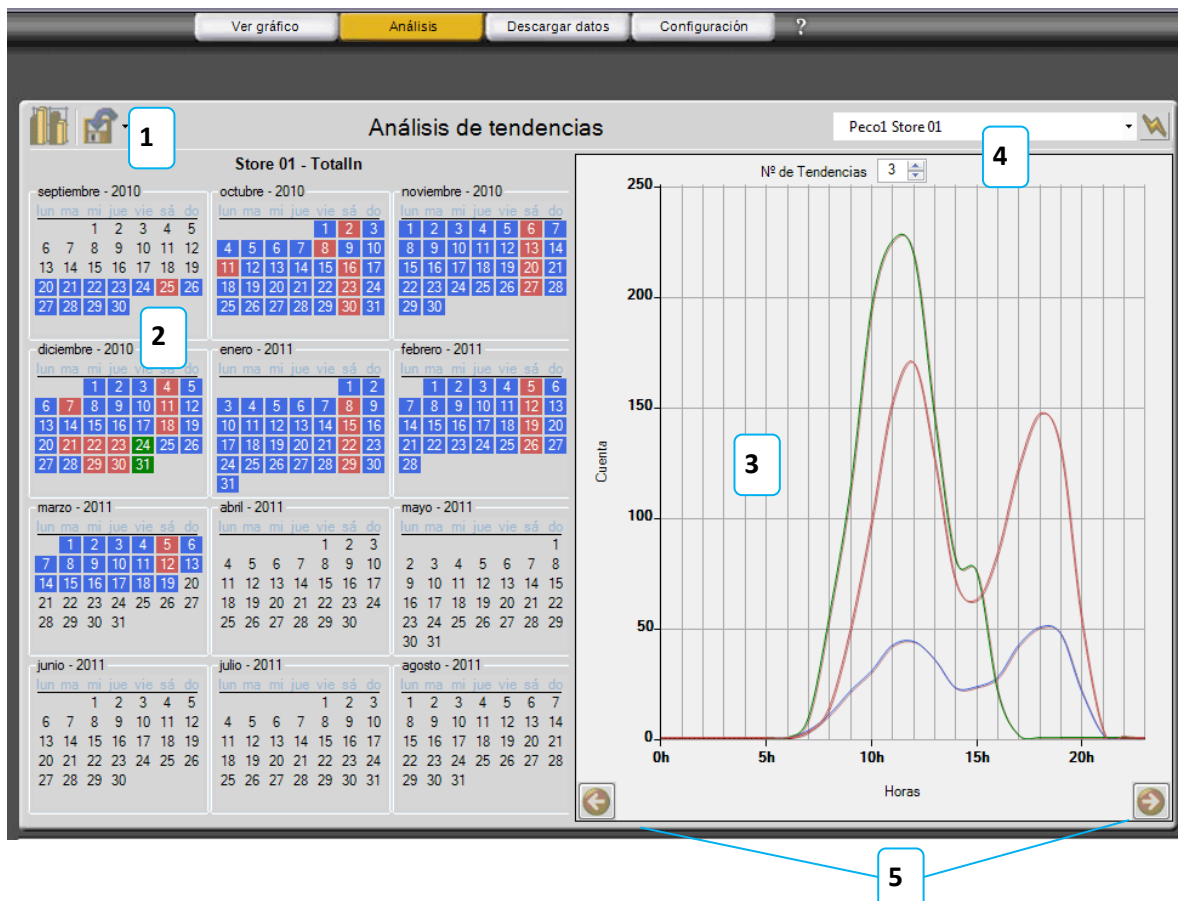 Ver gráfico Análisis Descargar datos Configuración ?
1 Análisis de tendencias Peco1 Store 01
4
Store 01 - TotalIn
septiembre - 2010
lun ma mi jue vie sá do
1 2 3 4 5
6 7 8 9 10 11 12
13 14 15 16 17 18 19
20 21 22 23 24 25 26
27 28 29 30
octubre - 2010
lun ma mi jue vie sá do
1 2 3
4 5 6 7 8 9 10
11 12 13 14 15 16 17
18 19 20 21 22 23 24
25 26 27 28 29 30 31
noviembre - 2010
lun ma mi jue vie sá do
1 2 3 4 5 6 7
8 9 10 11 12 13 14
15 16 17 18 19 20 21
22 23 24 25 26 27 28
29 30
2
diciembre - 2010
lun ma mi sá do
1 2 3 4 5
6 7 8 9 10 11 12
13 14 15 16 17 18 19
20 21 22 23 24 25 26
27 28 29 30 31
enero - 2011
lun ma mi jue vie sá do
1 2
3 4 5 6 7 8 9
10 11 12 13 14 15 16
17 18 19 20 21 22 23
24 25 26 27 28 29 30
31
febrero - 2011
lun ma mi jue vie sá do
1 2 3 4 5 6
7 8 9 10 11 12 13
14 15 16 17 18 19 20
21 22 23 24 25 26 27
28
marzo - 2011
lun ma mi jue vie sá do
1 2 3 4 5 6
7 8 9 10 11 12 13
14 15 16 17 18 19 20
21 22 23 24 25 26 27
28 29 30 31
abril - 2011
lun ma mi jue vie sá do
1 2 3
4 5 6 7 8 9 10
11 12 13 14 15 16 17
18 19 20 21 22 23 24
25 26 27 28 29 30
mayo - 2011
lun ma mi jue vie sá do
1
2 3 4 5 6 7 8
9 10 11 12 13 14 15
16 17 18 19 20 21 22
23 24 25 26 27 28 29
30 31
junio - 2011
lun ma mi jue vie sá do
1 2 3 4 5
6 7 8 9 10 11 12
13 14 15 16 17 18 19
20 21 22 23 24 25 26
27 28 29 30
julio - 2011
lun ma mi jue vie sá do
1 2 3
4 5 6 7 8 9 10
11 12 13 14 15 16 17
18 19 20 21 22 23 24
25 26 27 28 29 30 31
agosto - 2011
lun ma mi jue vie sá do
1 2 3 4 5 6 7
8 9 10 11 12 13 14
15 16 17 18 19 20 21
22 23 24 25 26 27 28
29 30 31
Nº de Tendencias 3
250
200
150
100
50
0
Cuenta
3
0h 5h 10h 15h 20h
Horas
5